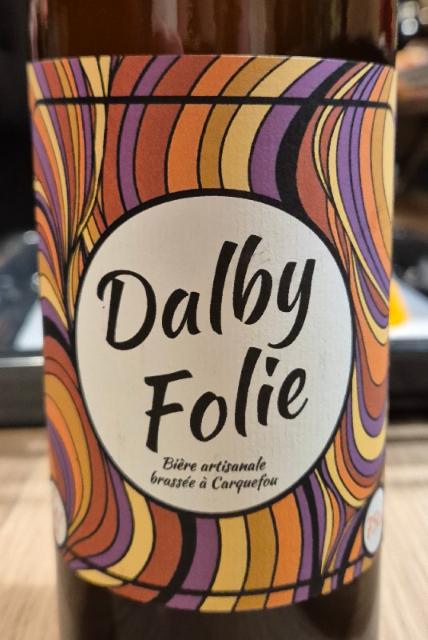 Dalby
Folie
Bière artisanale
brassée à Carquefou